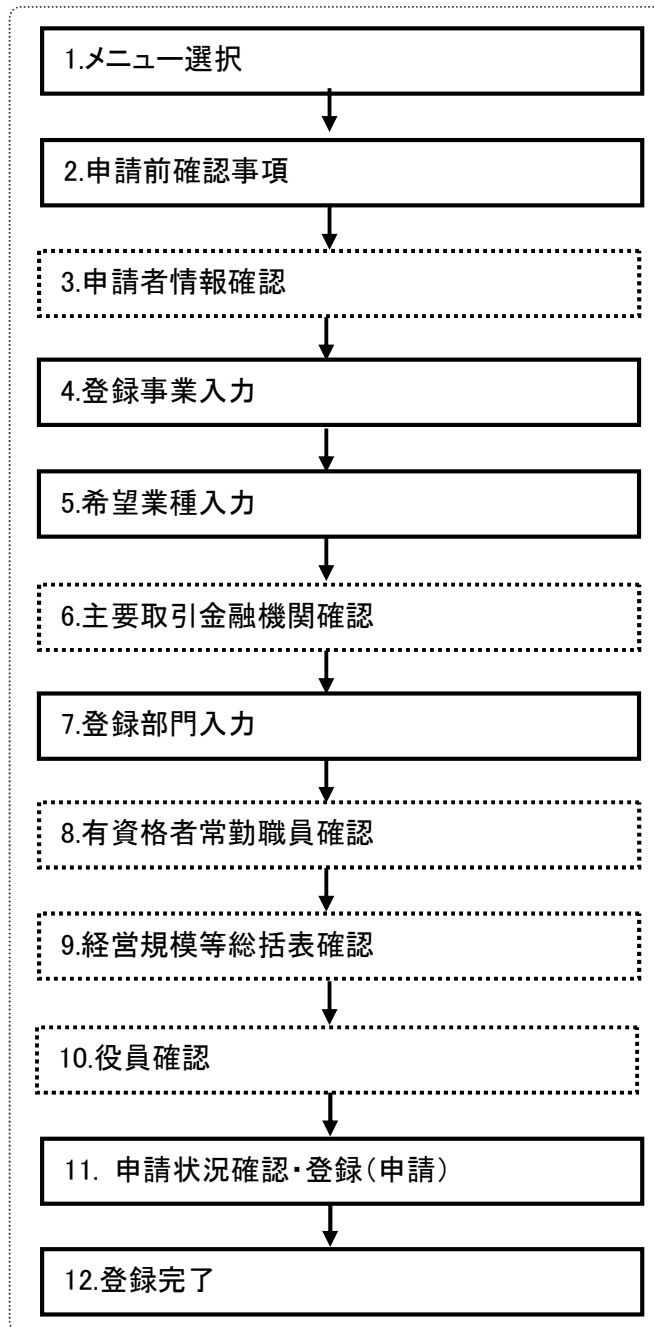 1.メニュー選択
2.申請前確認事項
3.申請者情報確認
4.登録事業入力
5.希望業種入力
6.主要取引金融機関確認
7.登録部門入力
8.有資格者常勤職員確認
9.経営規模等総括表確認
10.役員確認
11. 申請状況確認・登録(申請)
12.登録完了